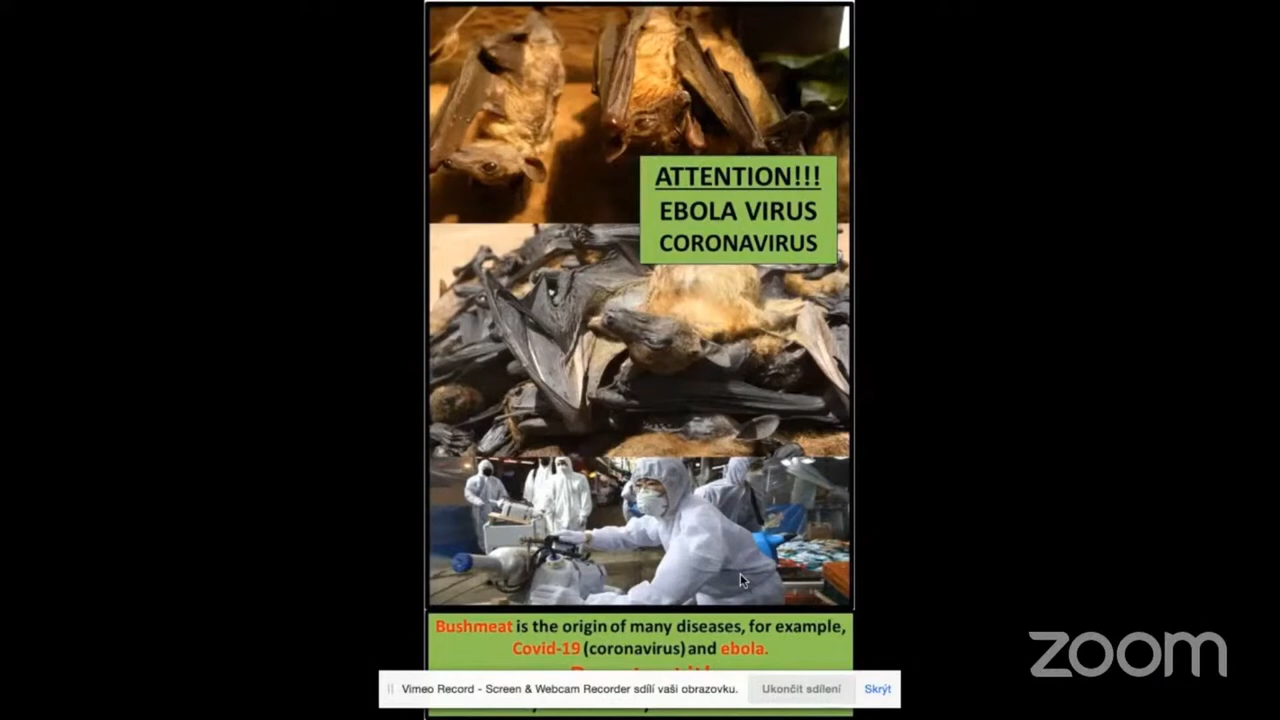 ATTENTION!!!
EBOLA VIRUS
CORONAVIRUS
Bushmeat is the origin of many diseases, for example,
Covid-19 (coronavirus) and ebola.
Vimeo Record - Screen & Webcam Recorder sdílí vaši obrazovku.
Ukončit sdílení
Skrýt
zoom